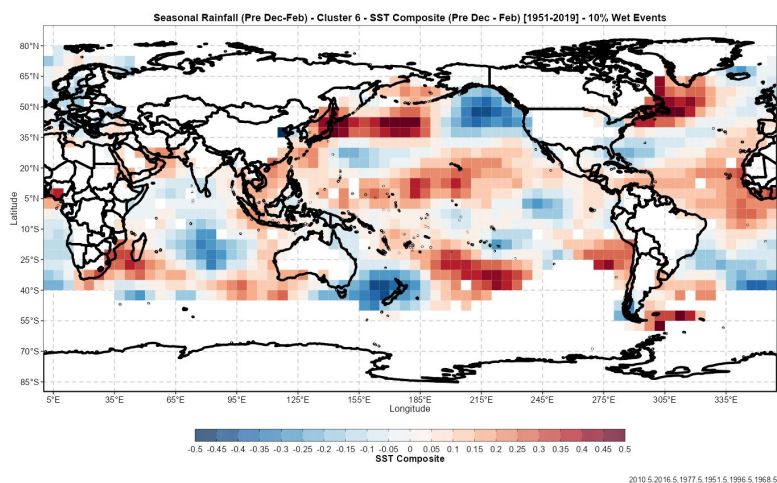 Seasonal Rainfall (Pre Dec-Feb) - Cluster 6 - SST Composite (Pre Dec - Feb) [1951-2019] - 10% Wet Events
80°N
65°N
50°N
35°N
20°N
5°N
10°S
25°S
40°S
55°S
70°S
85°S
Latitude
5°E 35°E 65°E 95°E 125°E 155°E 185°E 215°E 245°E 275°E 305°E 335°E
Longitude
-0.5 -0.45 -0.4 -0.35 -0.3 -0.25 -0.2 -0.15 -0.1 -0.05 0 0.05 0.1 0.15 0.2 0.25 0.3 0.35 0.4 0.45 0.5
SST Composite
2010.5,2016.5,1977.5,1951.5,1996.5,1968.5